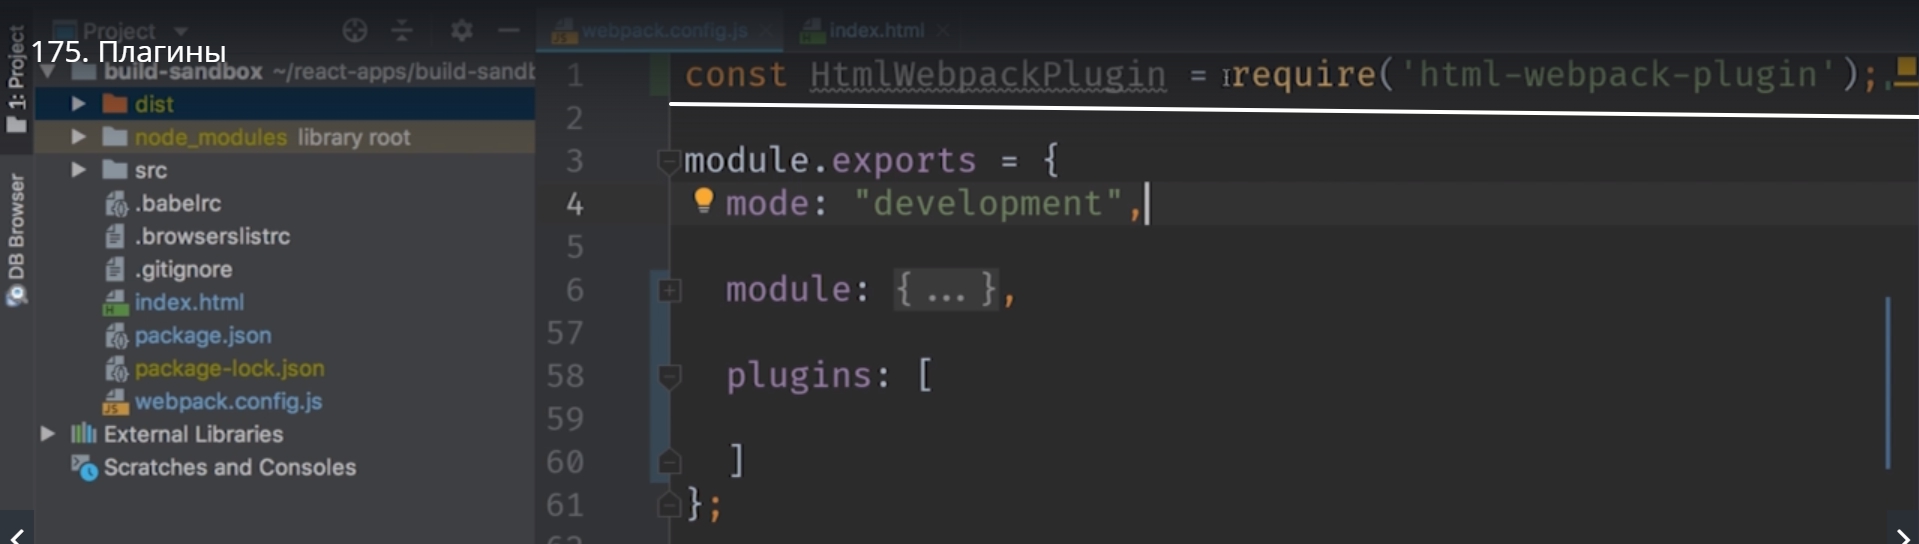 Project
webpack.config.js
index.html
175. Плагины
1: Project
DB Browser
build-sandbox ~/react-apps/build-sandb
dist
node_modules library root
src
.babelrc
.browserslistrc
.gitignore
index.html
package.json
package-lock.json
webpack.config.js
External Libraries
Scratches and Consoles
1 const HtmlWebpackPlugin = require('html-webpack-plugin');
2
3 module.exports = {
4 mode: "development",
5
6 module: {...},
57
58 plugins: [
59
60 ]
61 };